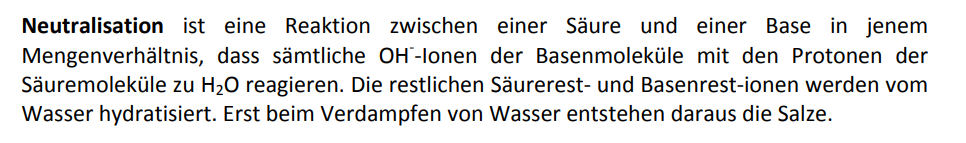 Neutralisation ist eine Reaktion zwischen einer Säure und einer Base in jenem
Mengenverhältnis, dass sämtliche OH⁻-Ionen der Basenmoleküle mit den Protonen der
Säuremoleküle zu H₂O reagieren. Die restlichen Säurerest- und Basenrest-ionen werden vom
Wasser hydratisiert. Erst beim Verdampfen von Wasser entstehen daraus die Salze.